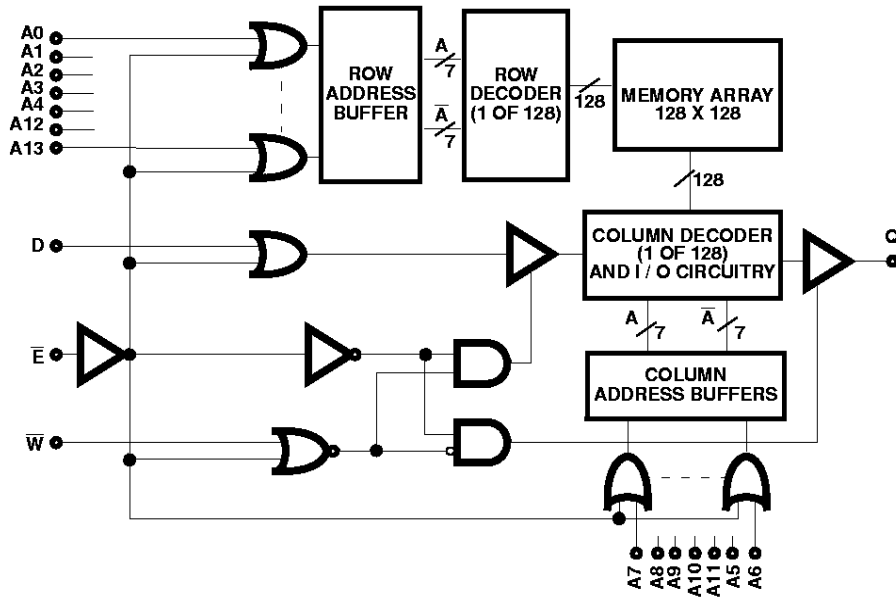 A0
A1
A2
A3
A4
A12
A13
ROW
ADDRESS
BUFFER
A
7
A̅
7
ROW
DECODER
(1 OF 128)
128
MEMORY ARRAY
128 X 128
128
D
COLUMN DECODER
(1 OF 128)
AND I / O CIRCUITRY
Q
A
7
A̅
7
E̅
COLUMN
ADDRESS BUFFERS
W̅
A7
A8
A9
A10
A11
A5
A6